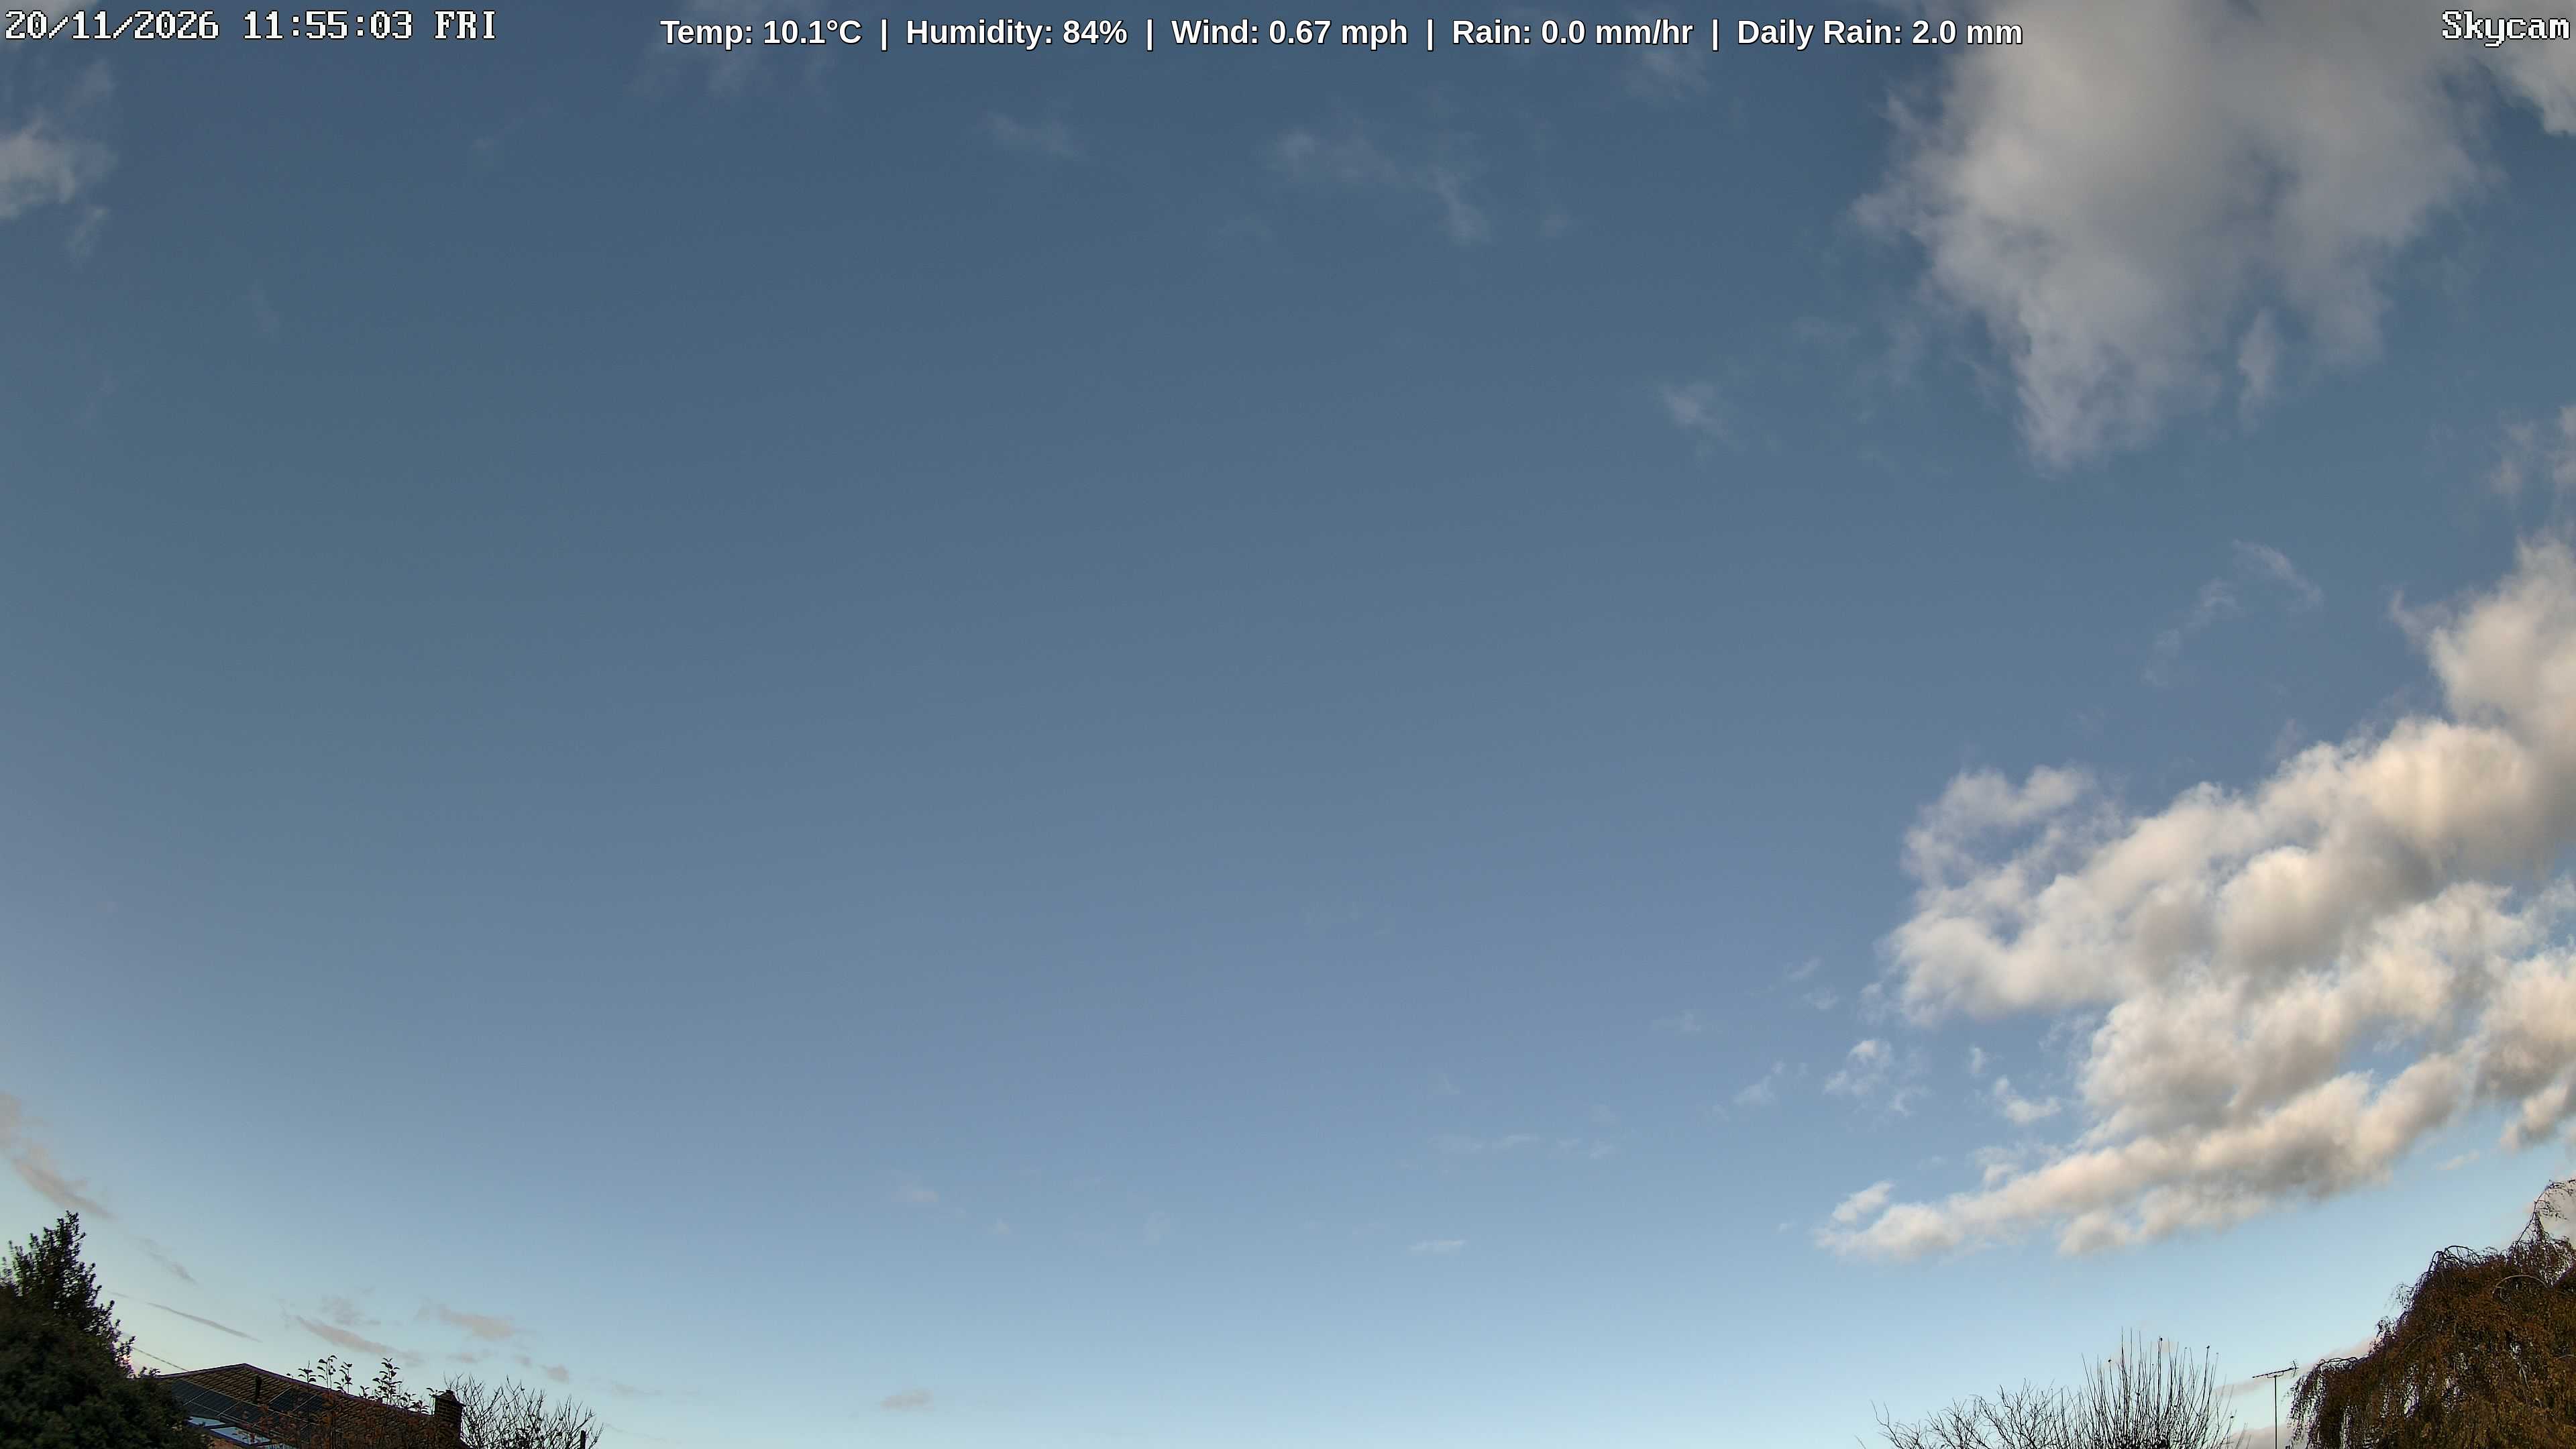 20/11/2026 11:55:03 FRI
Temp: 10.1°C | Humidity: 84% | Wind: 0.67 mph | Rain: 0.0 mm/hr | Daily Rain: 2.0 mm
Skycam